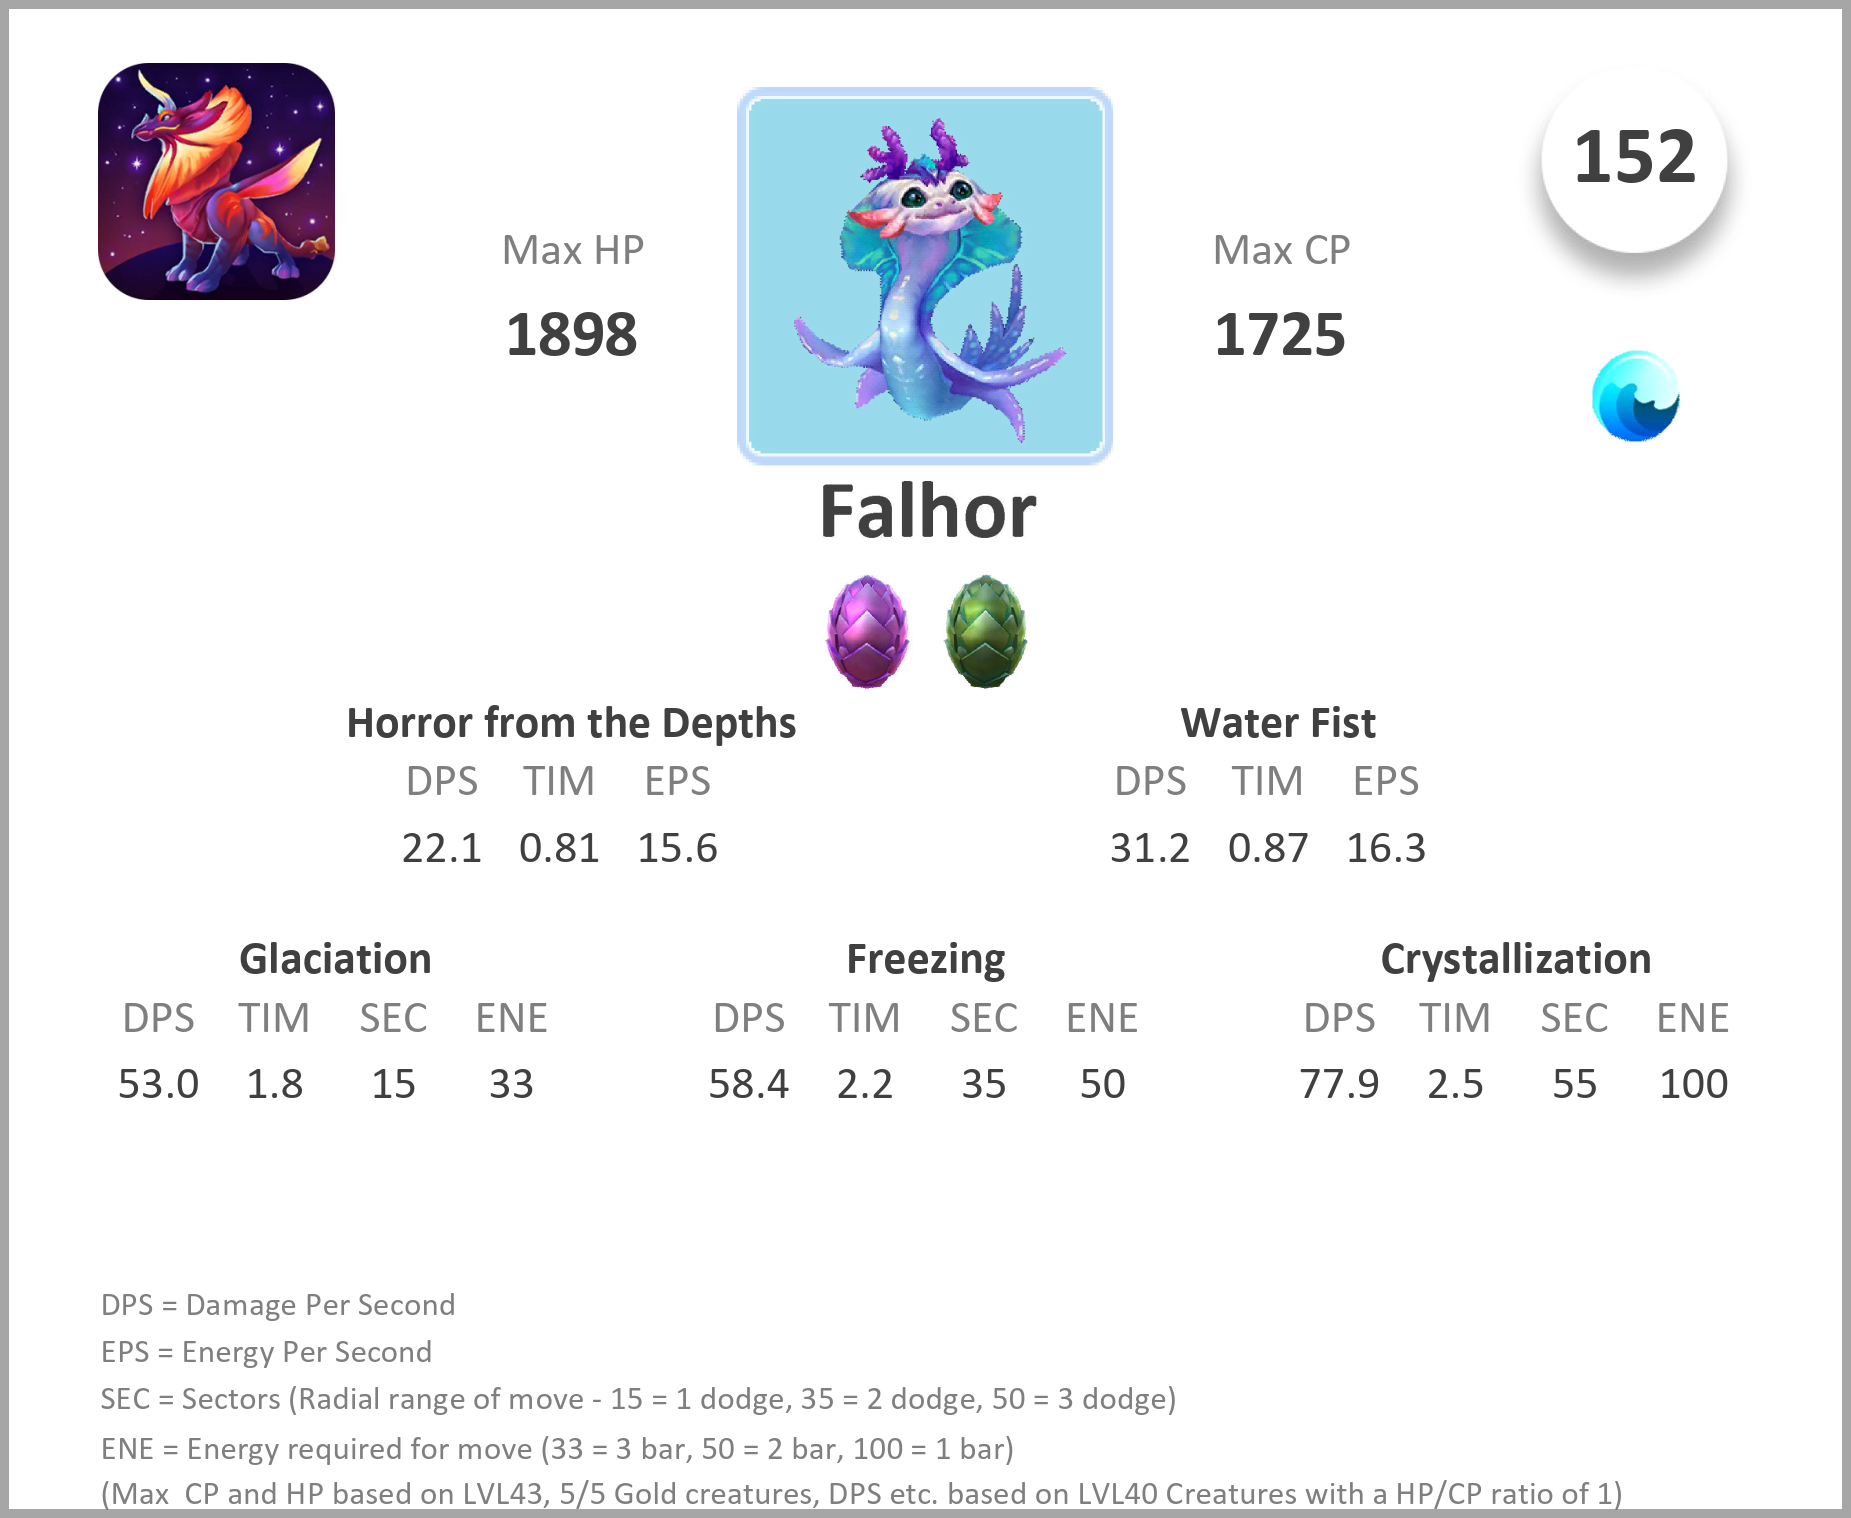 152
Max HP
Max CP
1898
1725
Falhor
Horror from the Depths
Water Fist
DPS TIM EPS
DPS TIM EPS
22.1 0.81 15.6
31.2 0.87 16.3
Glaciation
Freezing
Crystallization
DPS TIM SEC ENE
DPS TIM SEC ENE
DPS TIM SEC ENE
53.0 1.8 15 33
58.4 2.2 35 50
77.9 2.5 55 100
DPS = Damage Per Second
EPS = Energy Per Second
SEC = Sectors (Radial range of move - 15 = 1 dodge, 35 = 2 dodge, 50 = 3 dodge)
ENE = Energy required for move (33 = 3 bar, 50 = 2 bar, 100 = 1 bar)
(Max  CP and HP based on LVL43, 5/5 Gold creatures, DPS etc. based on LVL40 Creatures with a HP/CP ratio of 1)